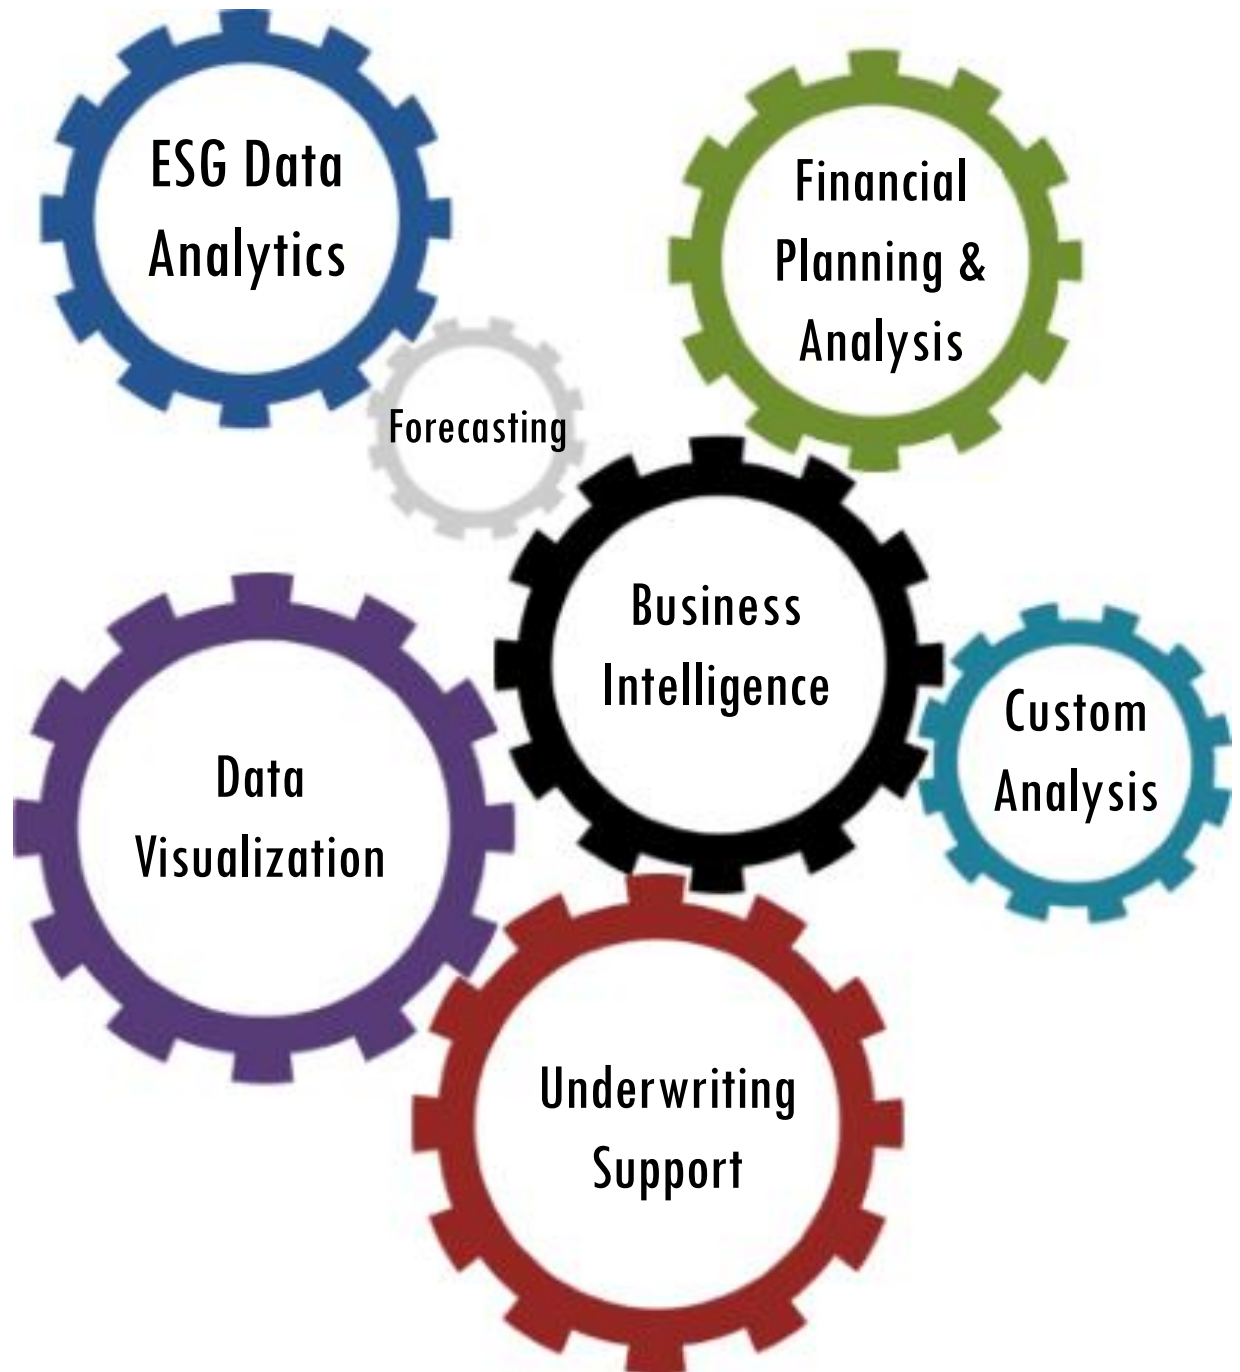 ESG Data
Analytics
Financial
Planning &
Analysis
Forecasting
Business
Intelligence
Custom
Analysis
Data
Visualization
Underwriting
Support